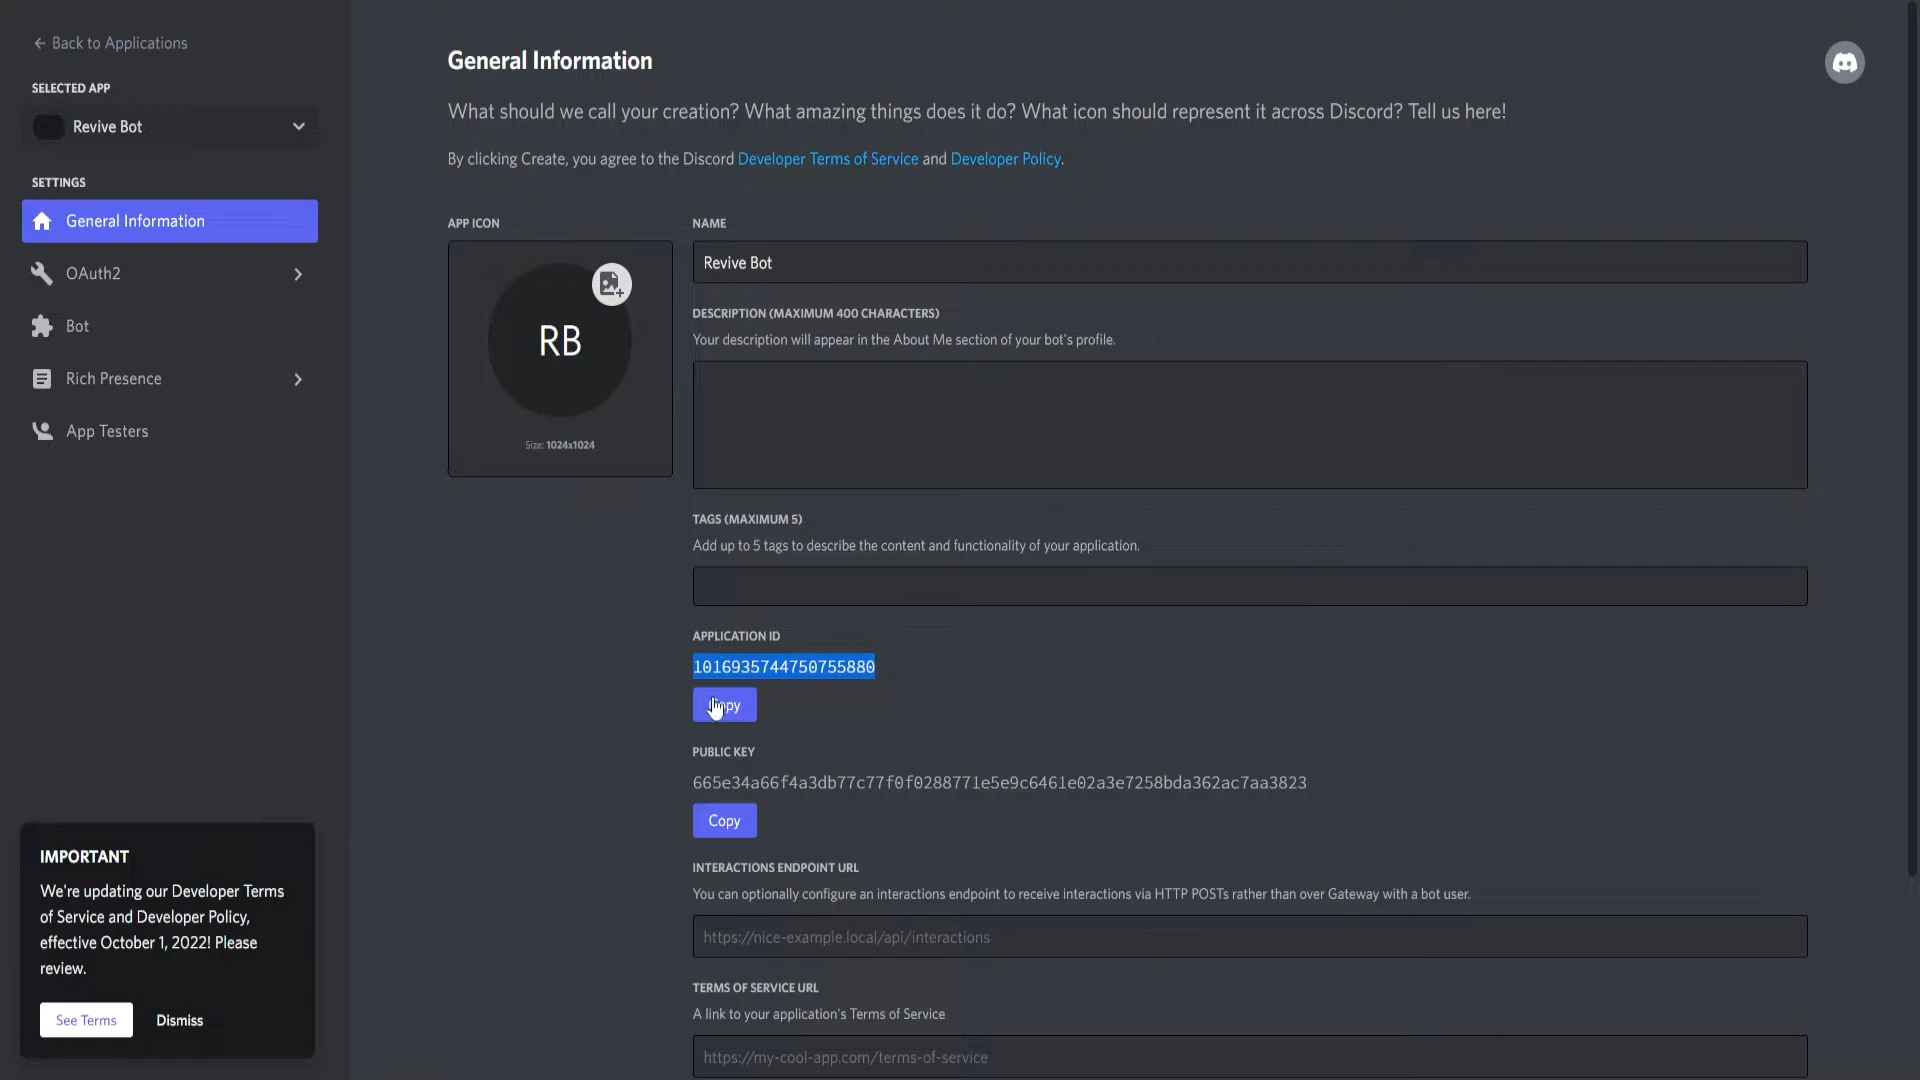 Back to Applications
SELECTED APP
Revive Bot
SETTINGS
General Information
OAuth2
Bot
Rich Presence
App Testers
IMPORTANT
We're updating our Developer Terms
of Service and Developer Policy,
effective October 1, 2022! Please
review.
See Terms
Dismiss
General Information
What should we call your creation? What amazing things does it do? What icon should represent it across Discord? Tell us here!
By clicking Create, you agree to the Discord Developer Terms of Service and Developer Policy.
APP ICON
RB
Size: 1024x1024
NAME
Revive Bot
DESCRIPTION (MAXIMUM 400 CHARACTERS)
Your description will appear in the About Me section of your bot's profile.
TAGS (MAXIMUM 5)
Add up to 5 tags to describe the content and functionality of your application.
APPLICATION ID
1016935744750755880
Copy
PUBLIC KEY
665e34a66f4a3db77c77f0f0288771e5e9c6461e02a3e7258bda362ac7aa3823
Copy
INTERACTIONS ENDPOINT URL
You can optionally configure an interactions endpoint to receive interactions via HTTP POSTs rather than over Gateway with a bot user.
https://nice-example.local/api/interactions
TERMS OF SERVICE URL
A link to your application's Terms of Service
https://my-cool-app.com/terms-of-service